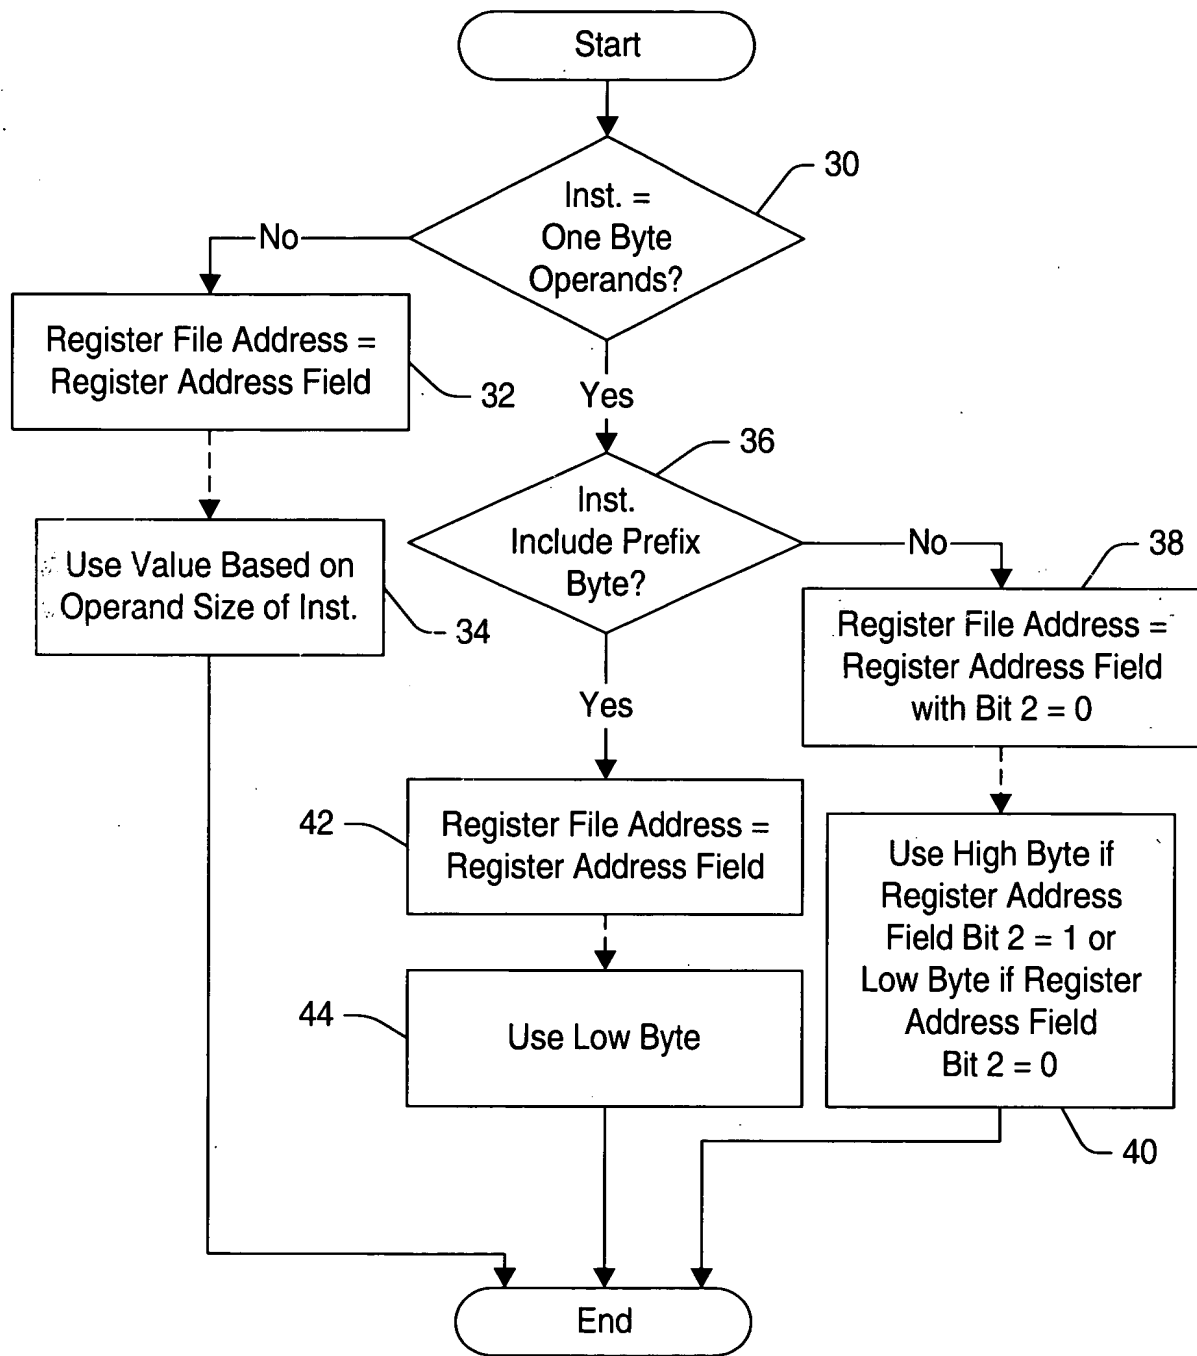 Start
30
Inst. =
One Byte
Operands?
No
Register File Address =
Register Address Field
32
Yes
36
Inst.
Include Prefix
Byte?
No
38
Use Value Based on
Operand Size of Inst.
34
Register File Address =
Register Address Field
with Bit 2 = 0
Yes
42
Register File Address =
Register Address Field
Use High Byte if
Register Address
Field Bit 2 = 1 or
Low Byte if Register
Address Field
Bit 2 = 0
40
44
Use Low Byte
End